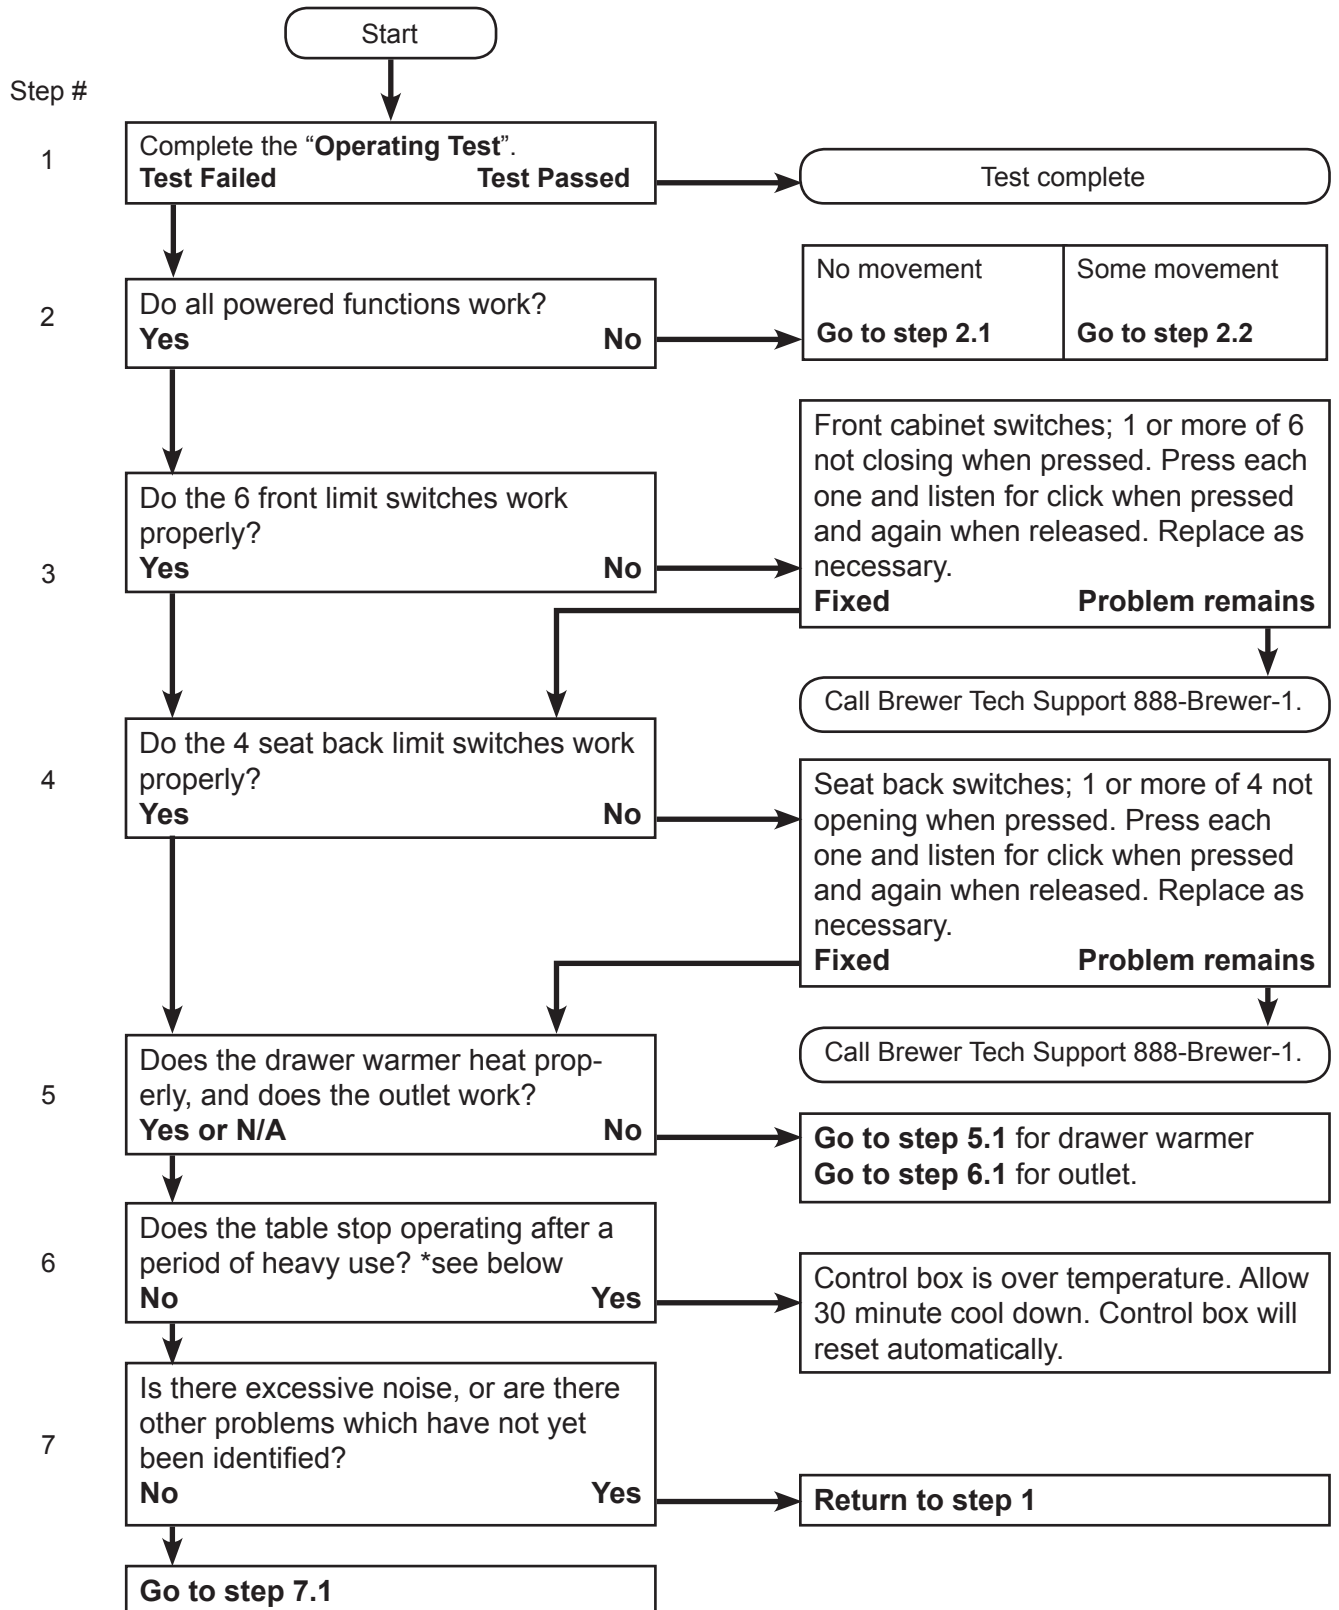 Start
Step #
1
Complete the “Operating Test”.
Test Failed Test Passed
Test complete
2
Do all powered functions work?
Yes No
No movement
Go to step 2.1
Some movement
Go to step 2.2
3
Do the 6 front limit switches work
properly?
Yes No
Front cabinet switches; 1 or more of 6
not closing when pressed. Press each
one and listen for click when pressed
and again when released. Replace as
necessary.
Fixed Problem remains
Call Brewer Tech Support 888-Brewer-1.
4
Do the 4 seat back limit switches work
properly?
Yes No
Seat back switches; 1 or more of 4 not
opening when pressed. Press each
one and listen for click when pressed
and again when released. Replace as
necessary.
Fixed Problem remains
Call Brewer Tech Support 888-Brewer-1.
5
Does the drawer warmer heat prop-
erly, and does the outlet work?
Yes or N/A No
Go to step 5.1 for drawer warmer
Go to step 6.1 for outlet.
6
Does the table stop operating after a
period of heavy use? *see below
No Yes
Control box is over temperature. Allow
30 minute cool down. Control box will
reset automatically.
7
Is there excessive noise, or are there
other problems which have not yet
been identified?
No Yes
Return to step 1
Go to step 7.1